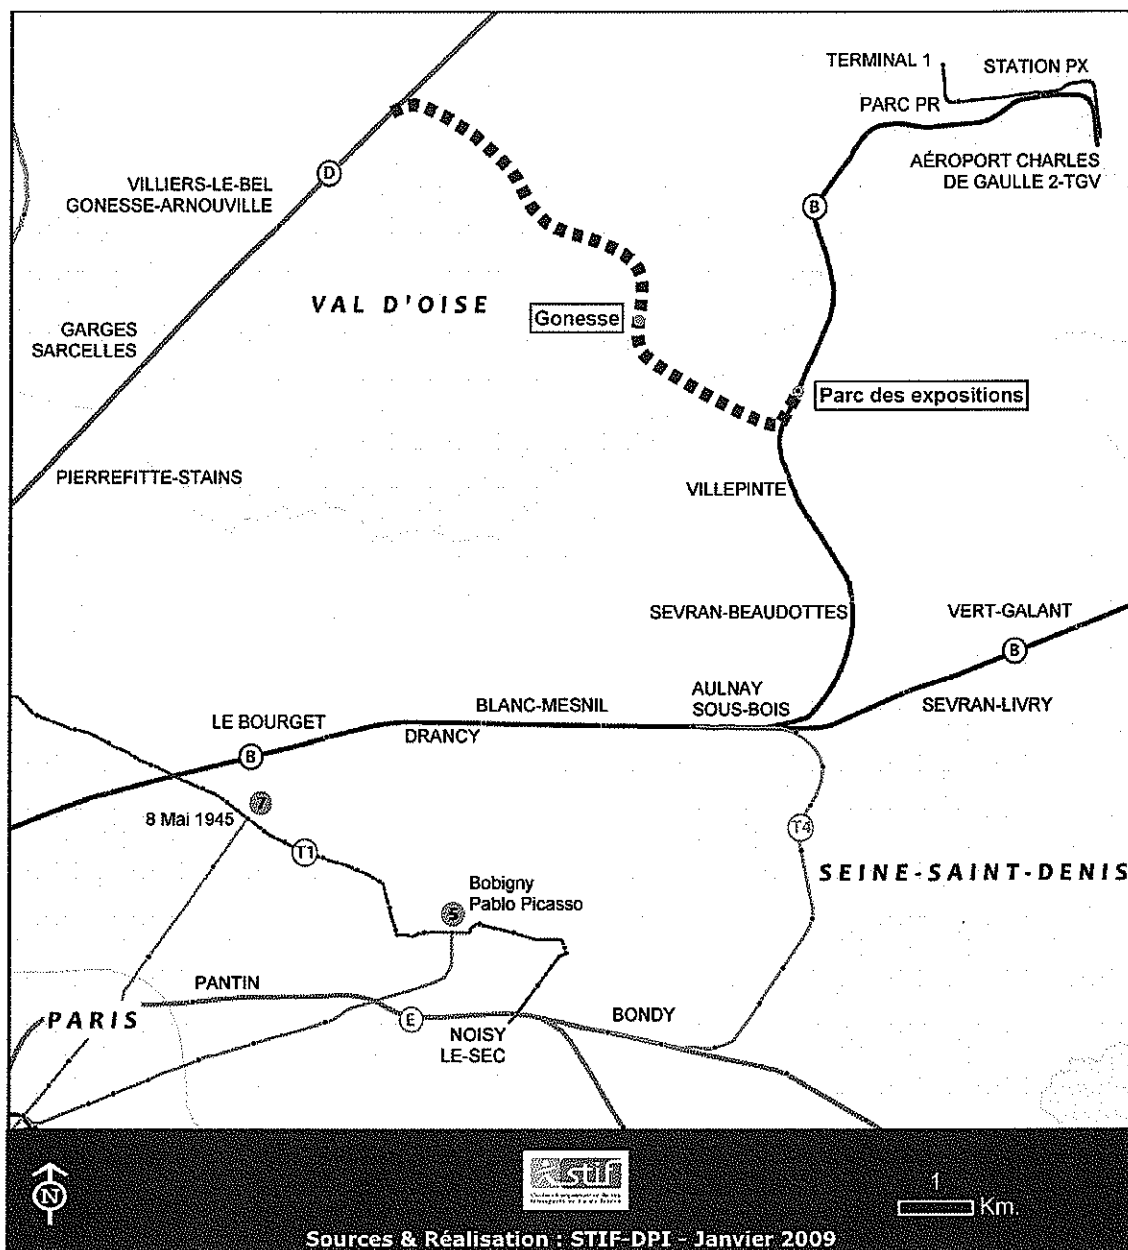 TERMINAL 1
STATION PX
PARC PR
AÉROPORT CHARLES
DE GAULLE 2-TGV
D
VILLIERS-LE-BEL
GONESSE-ARNOUVILLE
B
VAL D'OISE
Gonesse
GARGES
SARCELLES
Parc des expositions
PIERREFITTE-STAINS
VILLEPINTE
SEVRAN-BEAUDOTTES
VERT-GALANT
B
AULNAY
SOUS-BOIS
BLANC-MESNIL
SEVRAN-LIVRY
LE BOURGET
DRANCY
B
7
8 Mai 1945
T1
T4
SEINE-SAINT-DENIS
Bobigny
Pablo Picasso
5
PANTIN
PARIS
E
BONDY
NOISY
LE-SEC
N
stif
1
Km.
Sources & Réalisation : STIF-DPI - Janvier 2009